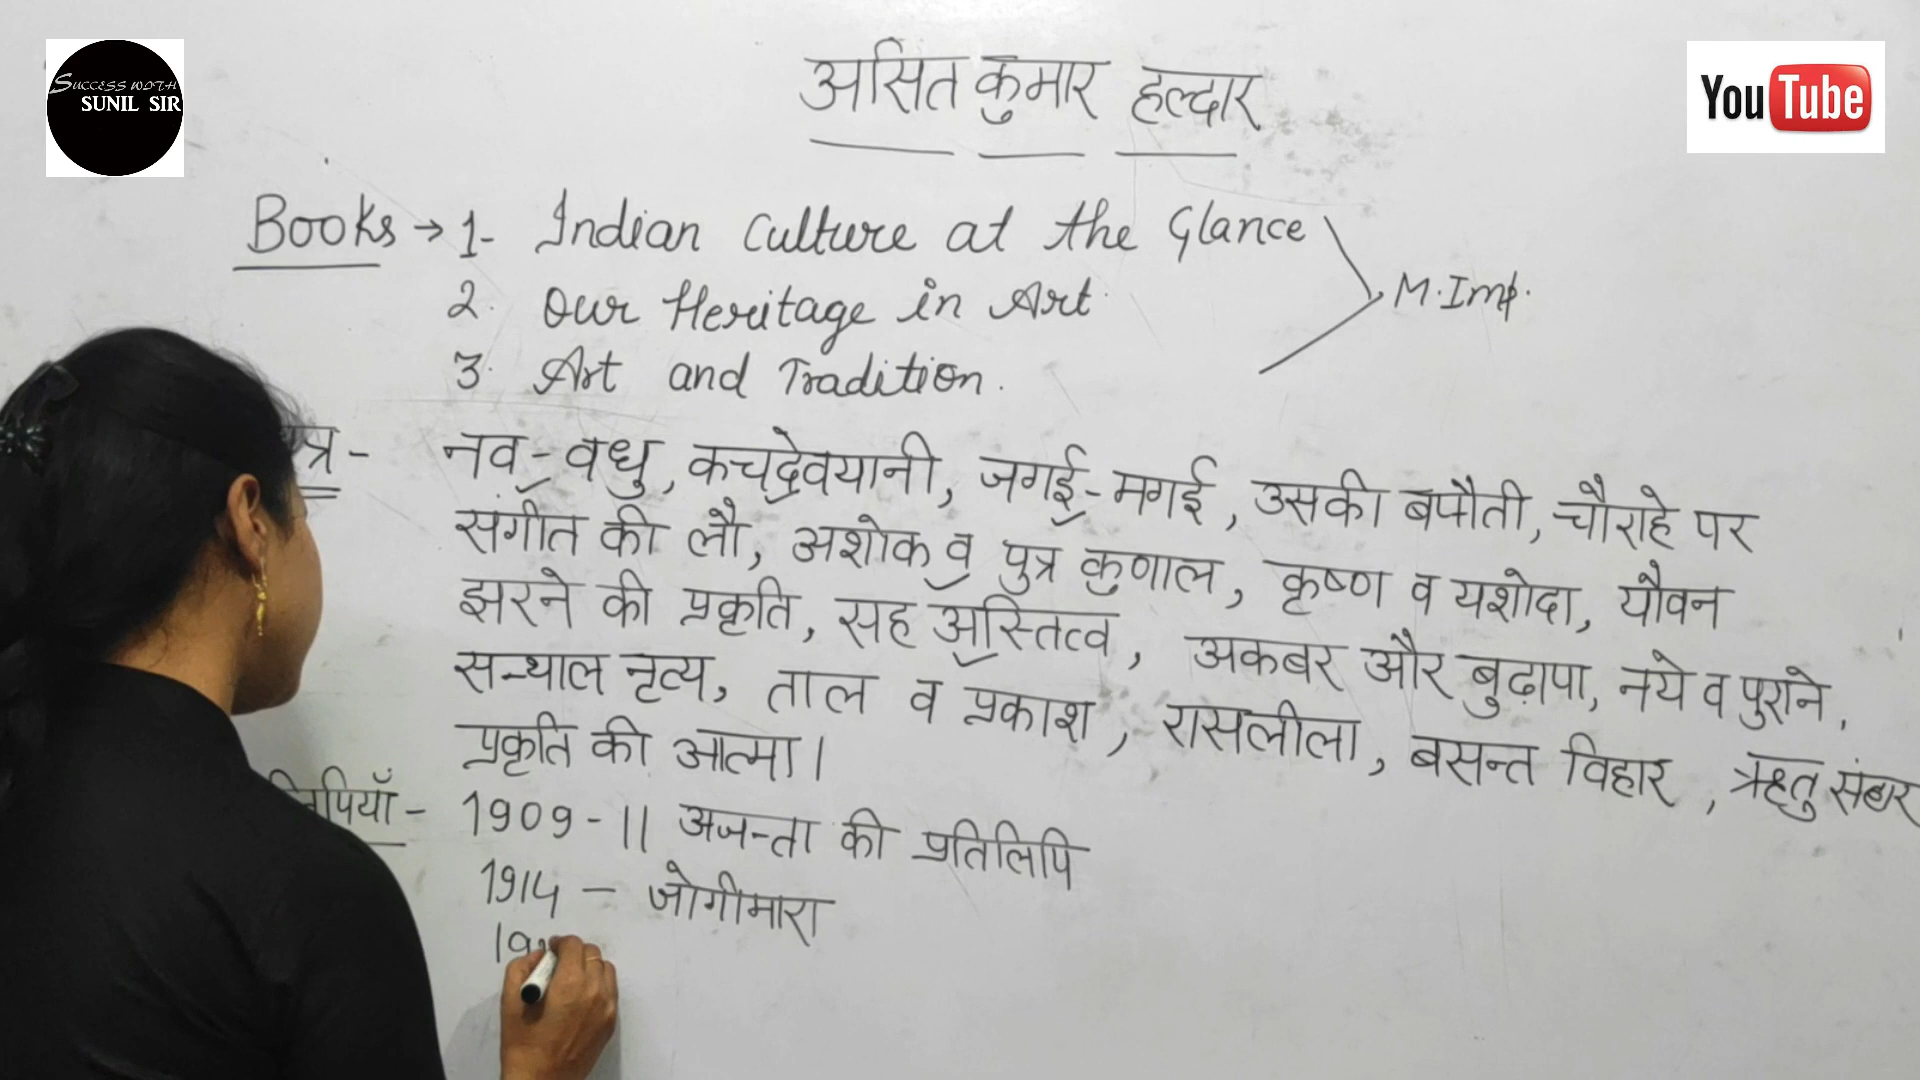 SUCCESS WITH
SUNIL SIR
You Tube
असित कुमार हल्दार
Books → 1- Indian Culture at the Glance
2. Our Heritage in Art
M.Imp.
3. Art and Tradition.
नव-वधु, कचदेवयानी, जगई-मगई, उसकी बपौती, चौराहे पर
संगीत की लौ, अशोक व पुत्र कुणाल, कृष्ण व यशोदा, यौवन
झरने की प्रकृति, सह अस्तित्व, अकबर और बुढ़ापा, नये व पुराने,
सन्थाल नृत्य, ताल व प्रकाश, रासलीला, बसन्त विहार, ऋतु
प्रकृति की आत्मा।
1909-11 अजन्ता की प्रतिलिपि
1914 – जोगीमारा